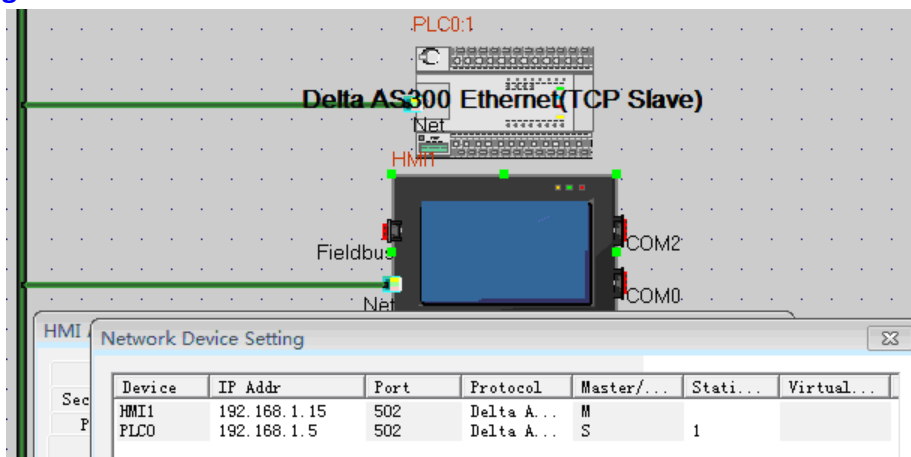 PLC0:1
Delta AS300 Ethernet(TCP Slave)
Net
HMI1
Fieldbus
COM2
Net
COM0
HMI A
Network Device Setting
Sec
P
Device IP Addr Port Protocol Master/... Stati... Virtual...
HMI1 192.168.1.15 502 Delta A... M
PLC0 192.168.1.5 502 Delta A... S 1